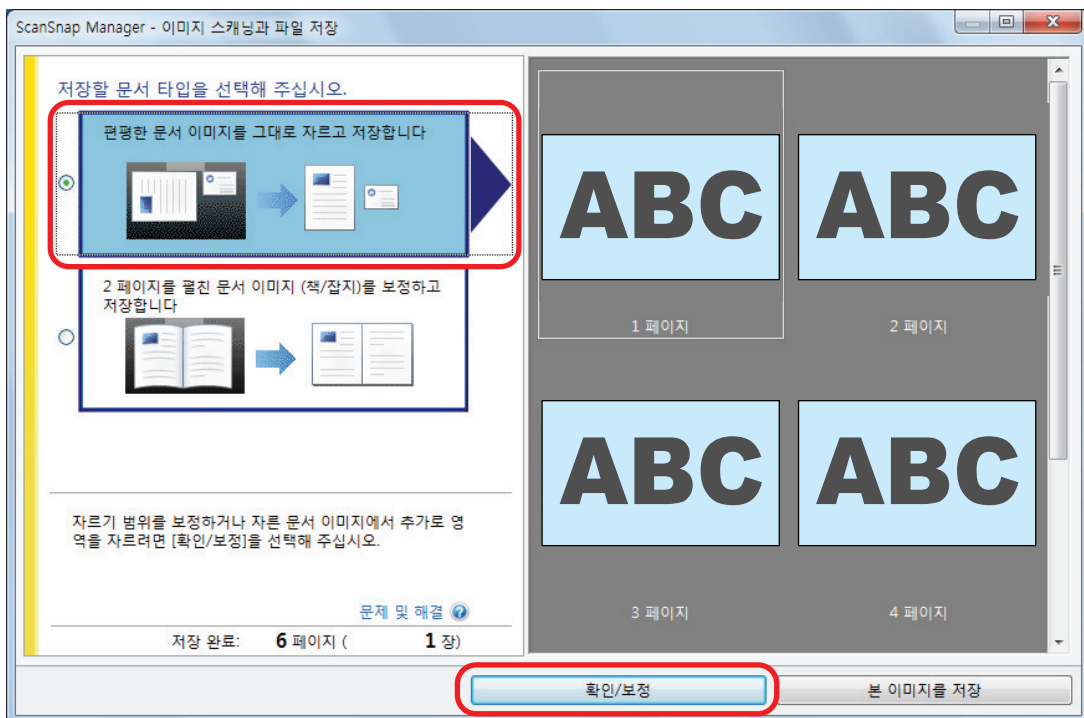 ScanSnap Manager - 이미지 스캐닝과 파일 저장
저장할 문서 타입을 선택해 주십시오.
편평한 문서 이미지를 그대로 자르고 저장합니다
2 페이지를 펼친 문서 이미지 (책/잡지)를 보정하고
저장합니다
자르기 범위를 보정하거나 자른 문서 이미지에서 추가로 영
역을 자르려면 [확인/보정]을 선택해 주십시오.
문제 및 해결
저장 완료: 6 페이지 ( 1 장)
ABC ABC
1 페이지 2 페이지
ABC ABC
3 페이지 4 페이지
확인/보정 본 이미지를 저장